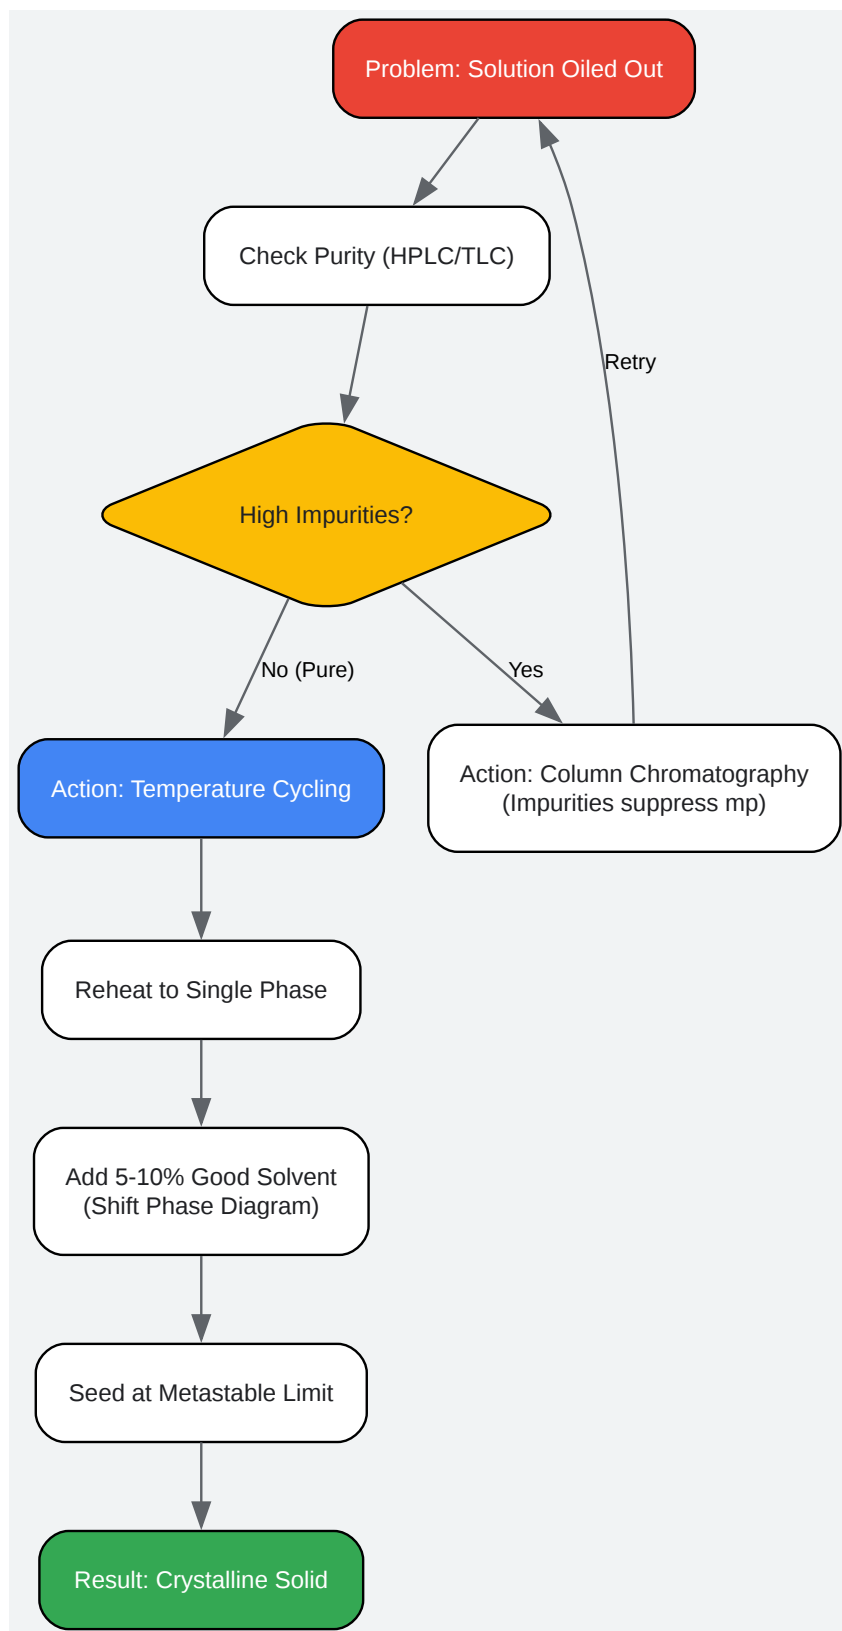 Problem: Solution Oiled Out
Check Purity (HPLC/TLC)
Retry
High Impurities?
No (Pure)
Yes
Action: Temperature Cycling
Action: Column Chromatography
(Impurities suppress mp)
Reheat to Single Phase
Add 5-10% Good Solvent
(Shift Phase Diagram)
Seed at Metastable Limit
Result: Crystalline Solid